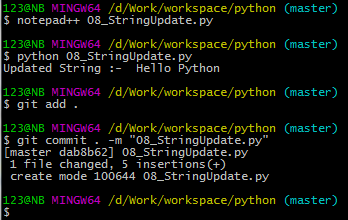 123@NB MINGW64 /d/Work/workspace/python (master)
$ notepad++ 08_StringUpdate.py
123@NB MINGW64 /d/Work/workspace/python (master)
$ python 08_StringUpdate.py
Updated String :-  Hello Python
123@NB MINGW64 /d/Work/workspace/python (master)
$ git add .
123@NB MINGW64 /d/Work/workspace/python (master)
$ git commit . -m "08_StringUpdate.py"
[master dab8b62] 08_StringUpdate.py
 1 file changed, 5 insertions(+)
 create mode 100644 08_StringUpdate.py
123@NB MINGW64 /d/Work/workspace/python (master)
$